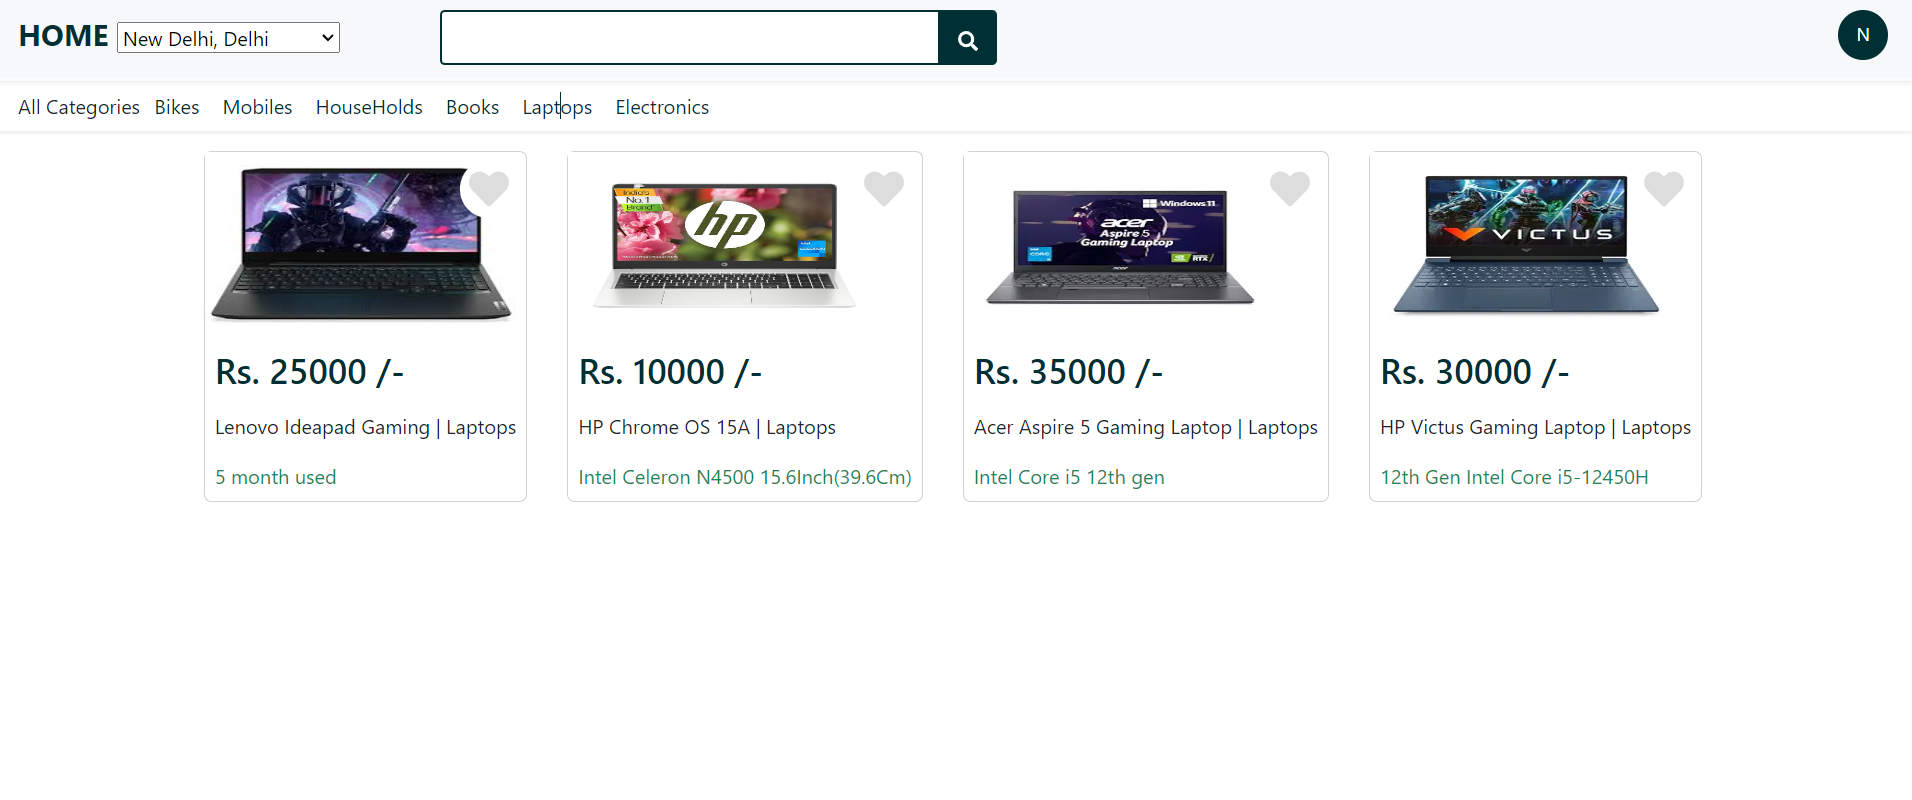 HOME New Delhi, Delhi N
All Categories Bikes Mobiles HouseHolds Books Laptops Electronics
India's
No.1
Brand
hp
Windows 11
acer
Aspire 5
Gaming Laptop
intel
CORE
RTX
VICTUS
Rs. 25000 /- Rs. 10000 /- Rs. 35000 /- Rs. 30000 /-
Lenovo Ideapad Gaming | Laptops HP Chrome OS 15A | Laptops Acer Aspire 5 Gaming Laptop | Laptops HP Victus Gaming Laptop | Laptops
5 month used Intel Celeron N4500 15.6Inch(39.6Cm) Intel Core i5 12th gen 12th Gen Intel Core i5-12450H